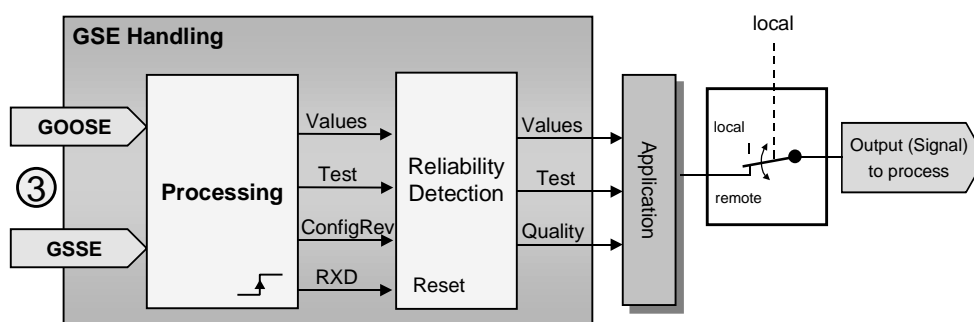 local
GSE Handling
GOOSE
3
GSSE
Processing
Values
Test
ConfigRev
RXD
Reliability
Detection
Reset
Values
Test
Quality
Application
local
remote
Output (Signal)
to process